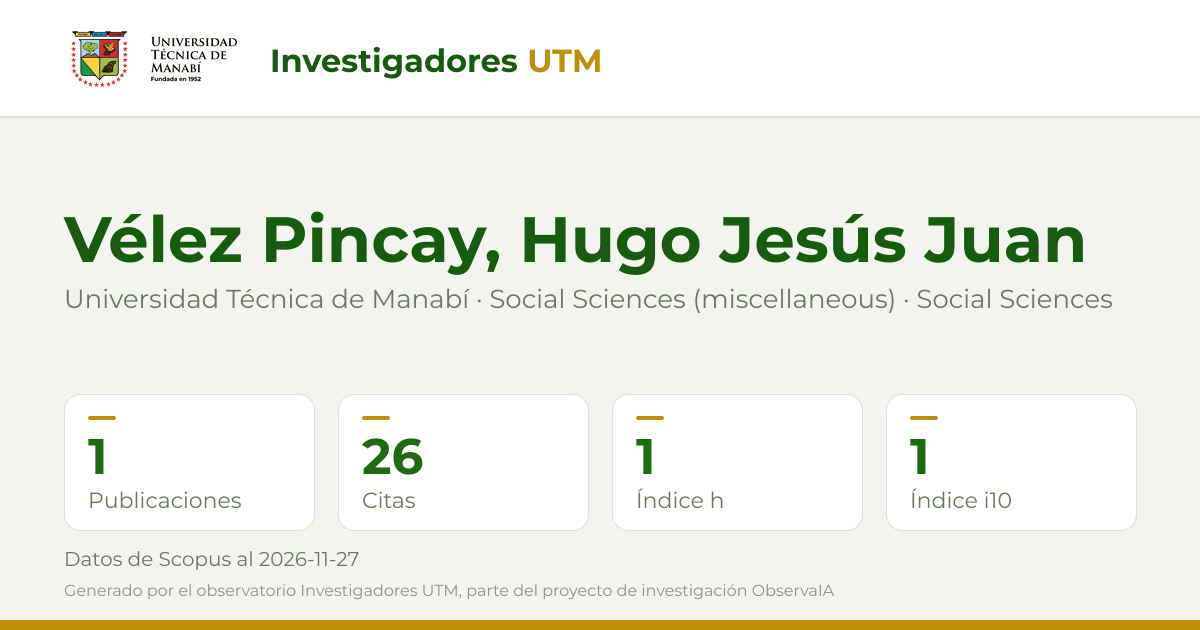 UNIVERSIDAD
TÉCNICA DE
MANABÍ
Fundada en 1952
Investigadores UTM
Vélez Pincay, Hugo Jesús Juan
Universidad Técnica de Manabí · Social Sciences (miscellaneous) · Social Sciences
1
Publicaciones
26
Citas
1
Índice h
1
Índice i10
Datos de Scopus al 2026-11-27
Generado por el observatorio Investigadores UTM, parte del proyecto de investigación ObservaIA